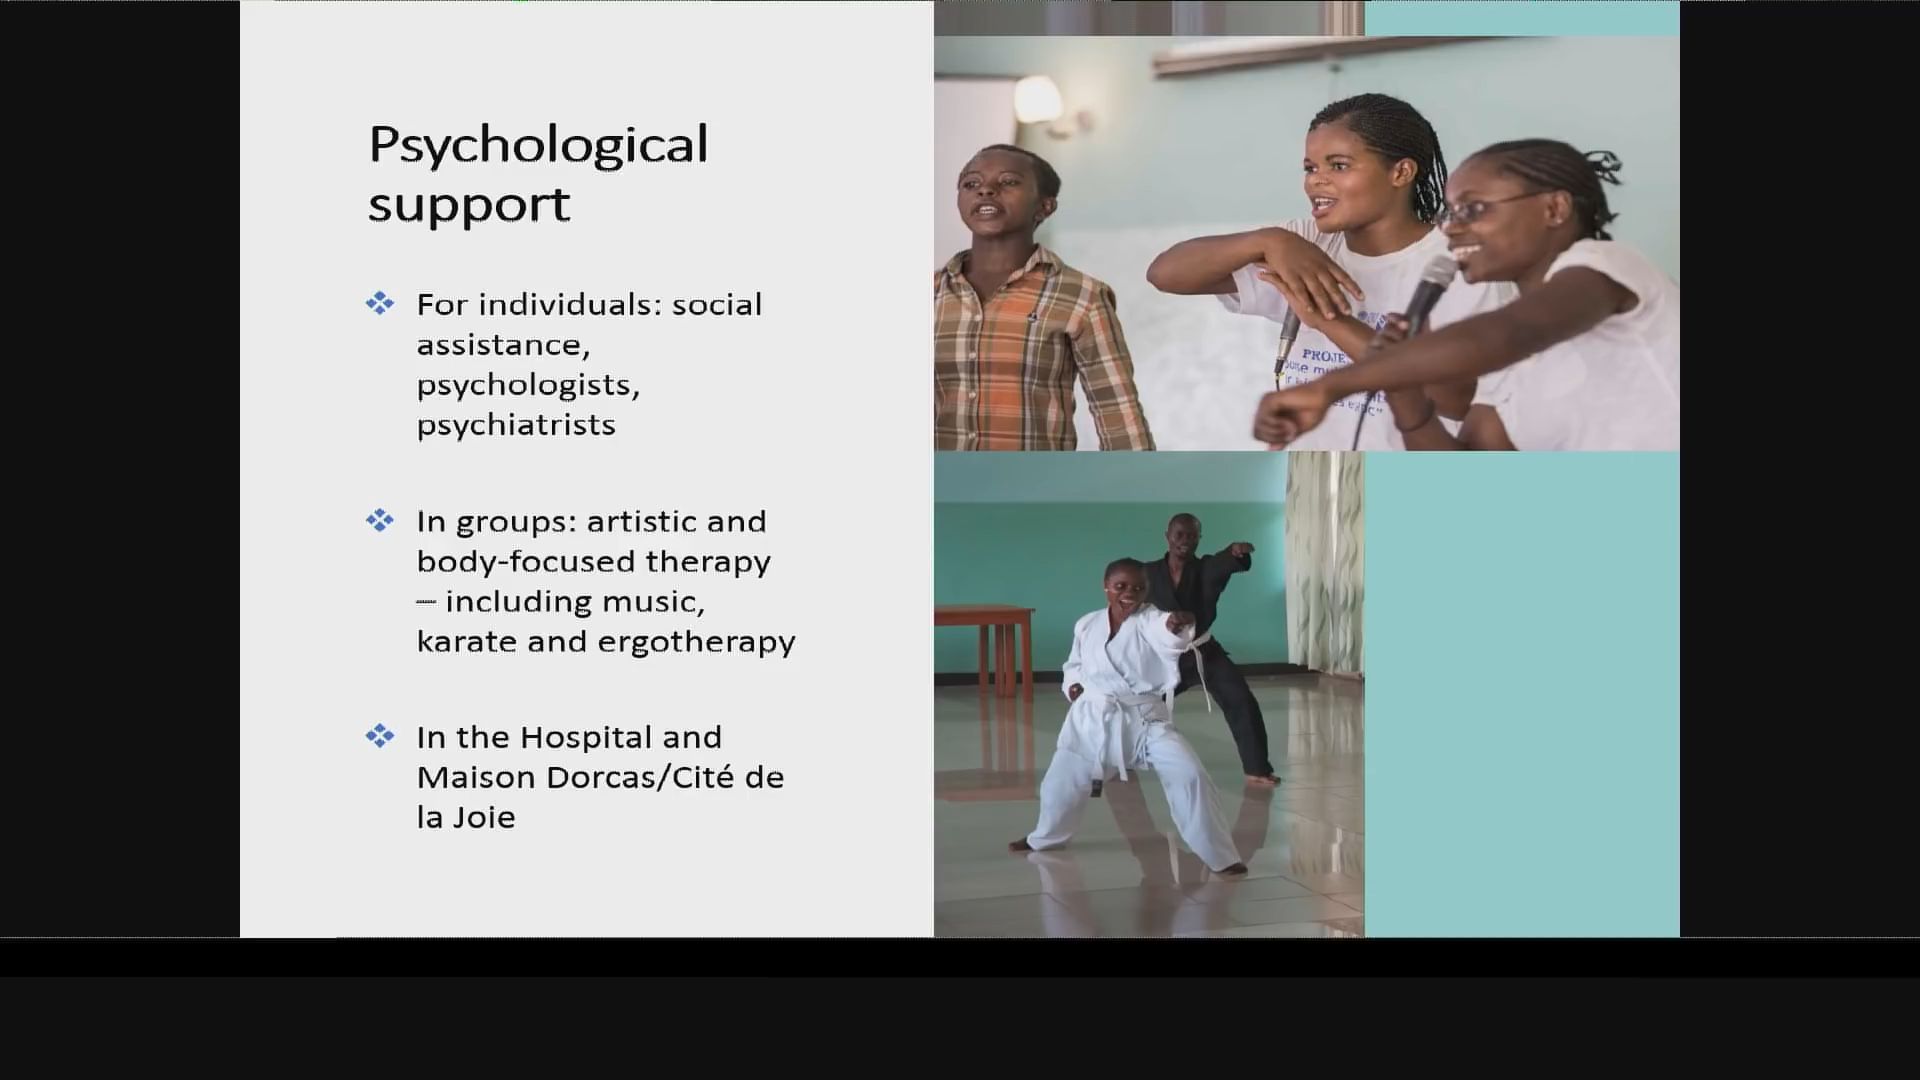 Psychological
support
For individuals: social
assistance,
psychologists,
psychiatrists
In groups: artistic and
body-focused therapy
— including music,
karate and ergotherapy
In the Hospital and
Maison Dorcas/Cité de
la Joie